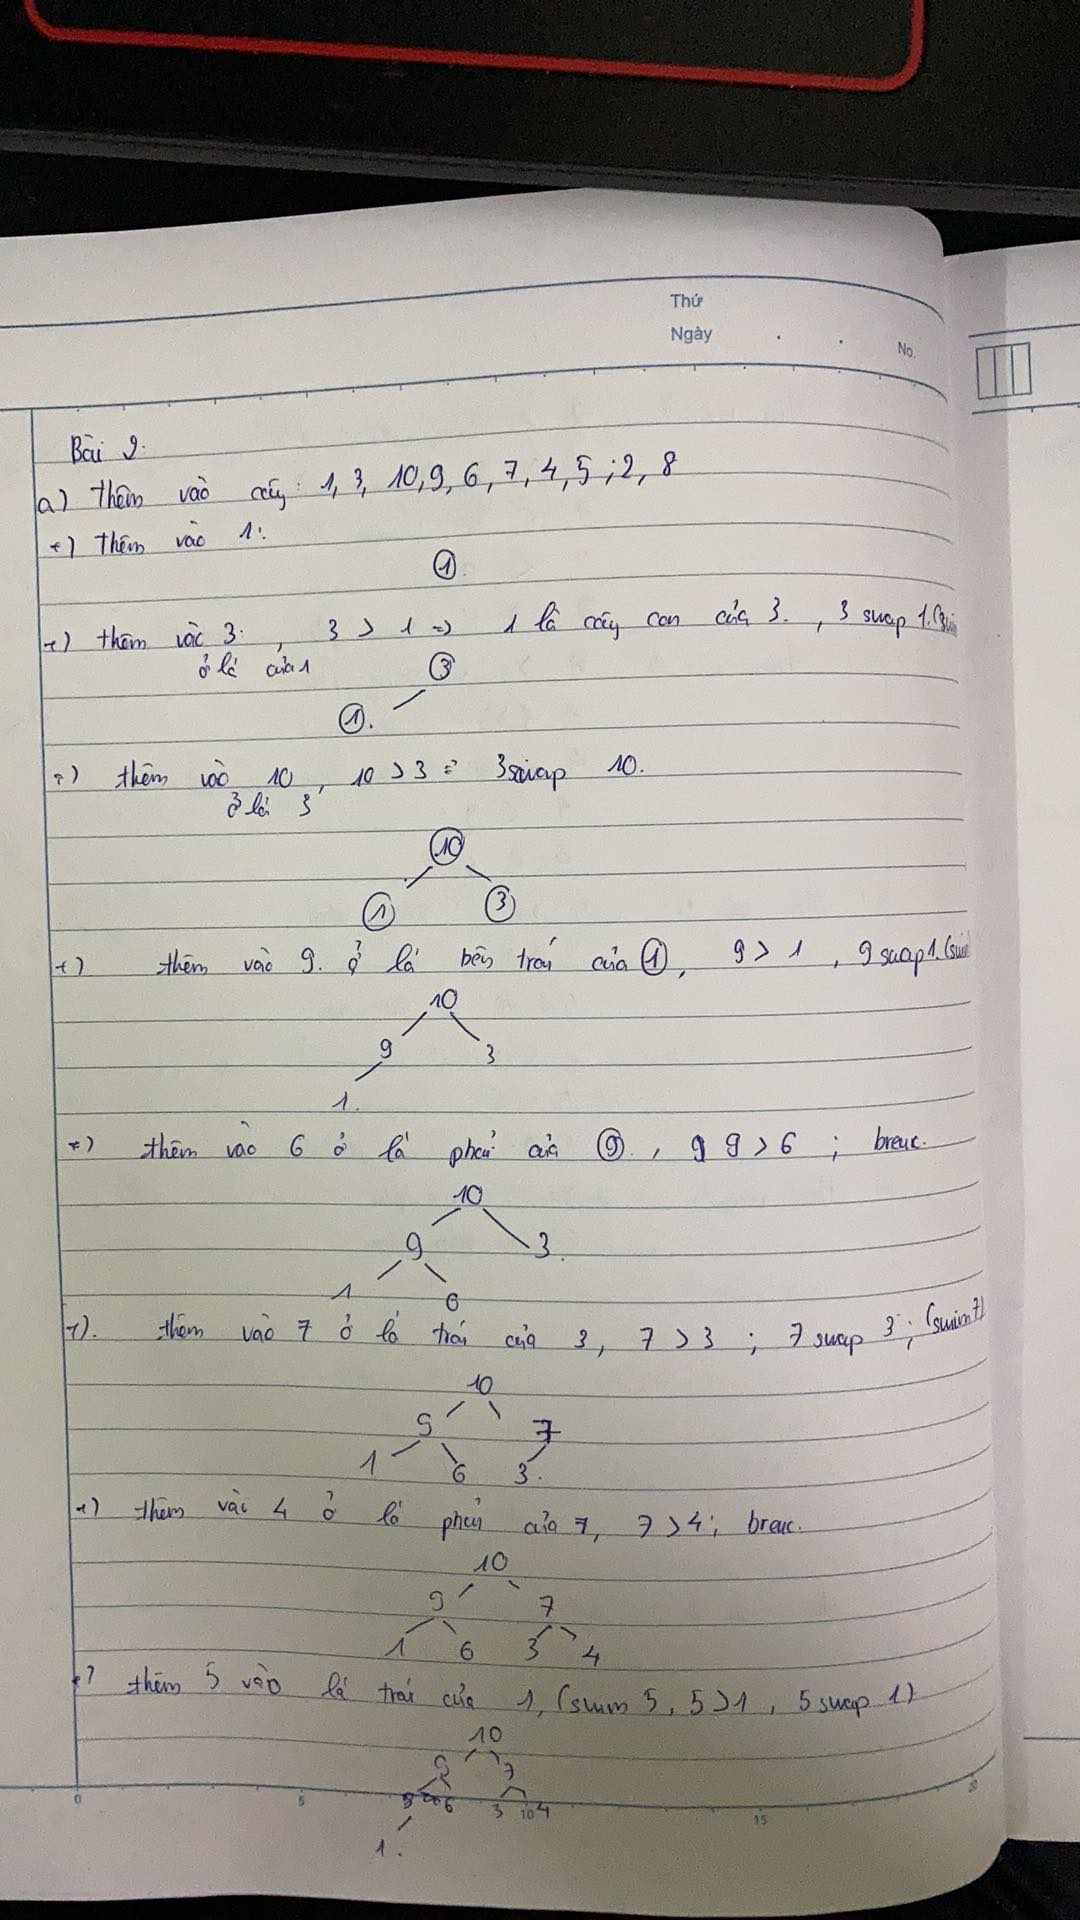 Thứ
Ngày . .
No.
Bài 2.
a) thêm vào cây: 1, 3, 10, 9, 6, 7, 4, 5 ; 2, 8
+) thêm vào 1:
1
+) thêm vào 3: , 3 > 1 => 1 là cây con của 3. , 3 swap 1.
ở lá của 1
3
1.
+) thêm vào 10 , 10 > 3 => 3 swap 10.
ở lá 3
10
1 3
+) thêm vào 9. ở lá bên trái của 1, 9 > 1 , 9 swap 1.
10
9 3
1.
+) thêm vào 6 ở lá phải của 9. , 9 9 > 6 ; breuc.
10
9 3.
1 6
+). thêm vào 7 ở lá trái của 3, 7 > 3 ; 7 swap 3 ; (swim 7)
10
9 7
1 6 3.
+) thêm vào 4 ở lá phải của 7, 7 > 4 ; breuc.
10
9 7
1 6 3 4
+) thêm 5 vào lá trái của 1, (swim 5, 5 > 1 , 5 swap 1)
10
9 7
5 6 3 4
0 5 10 15 20
1.